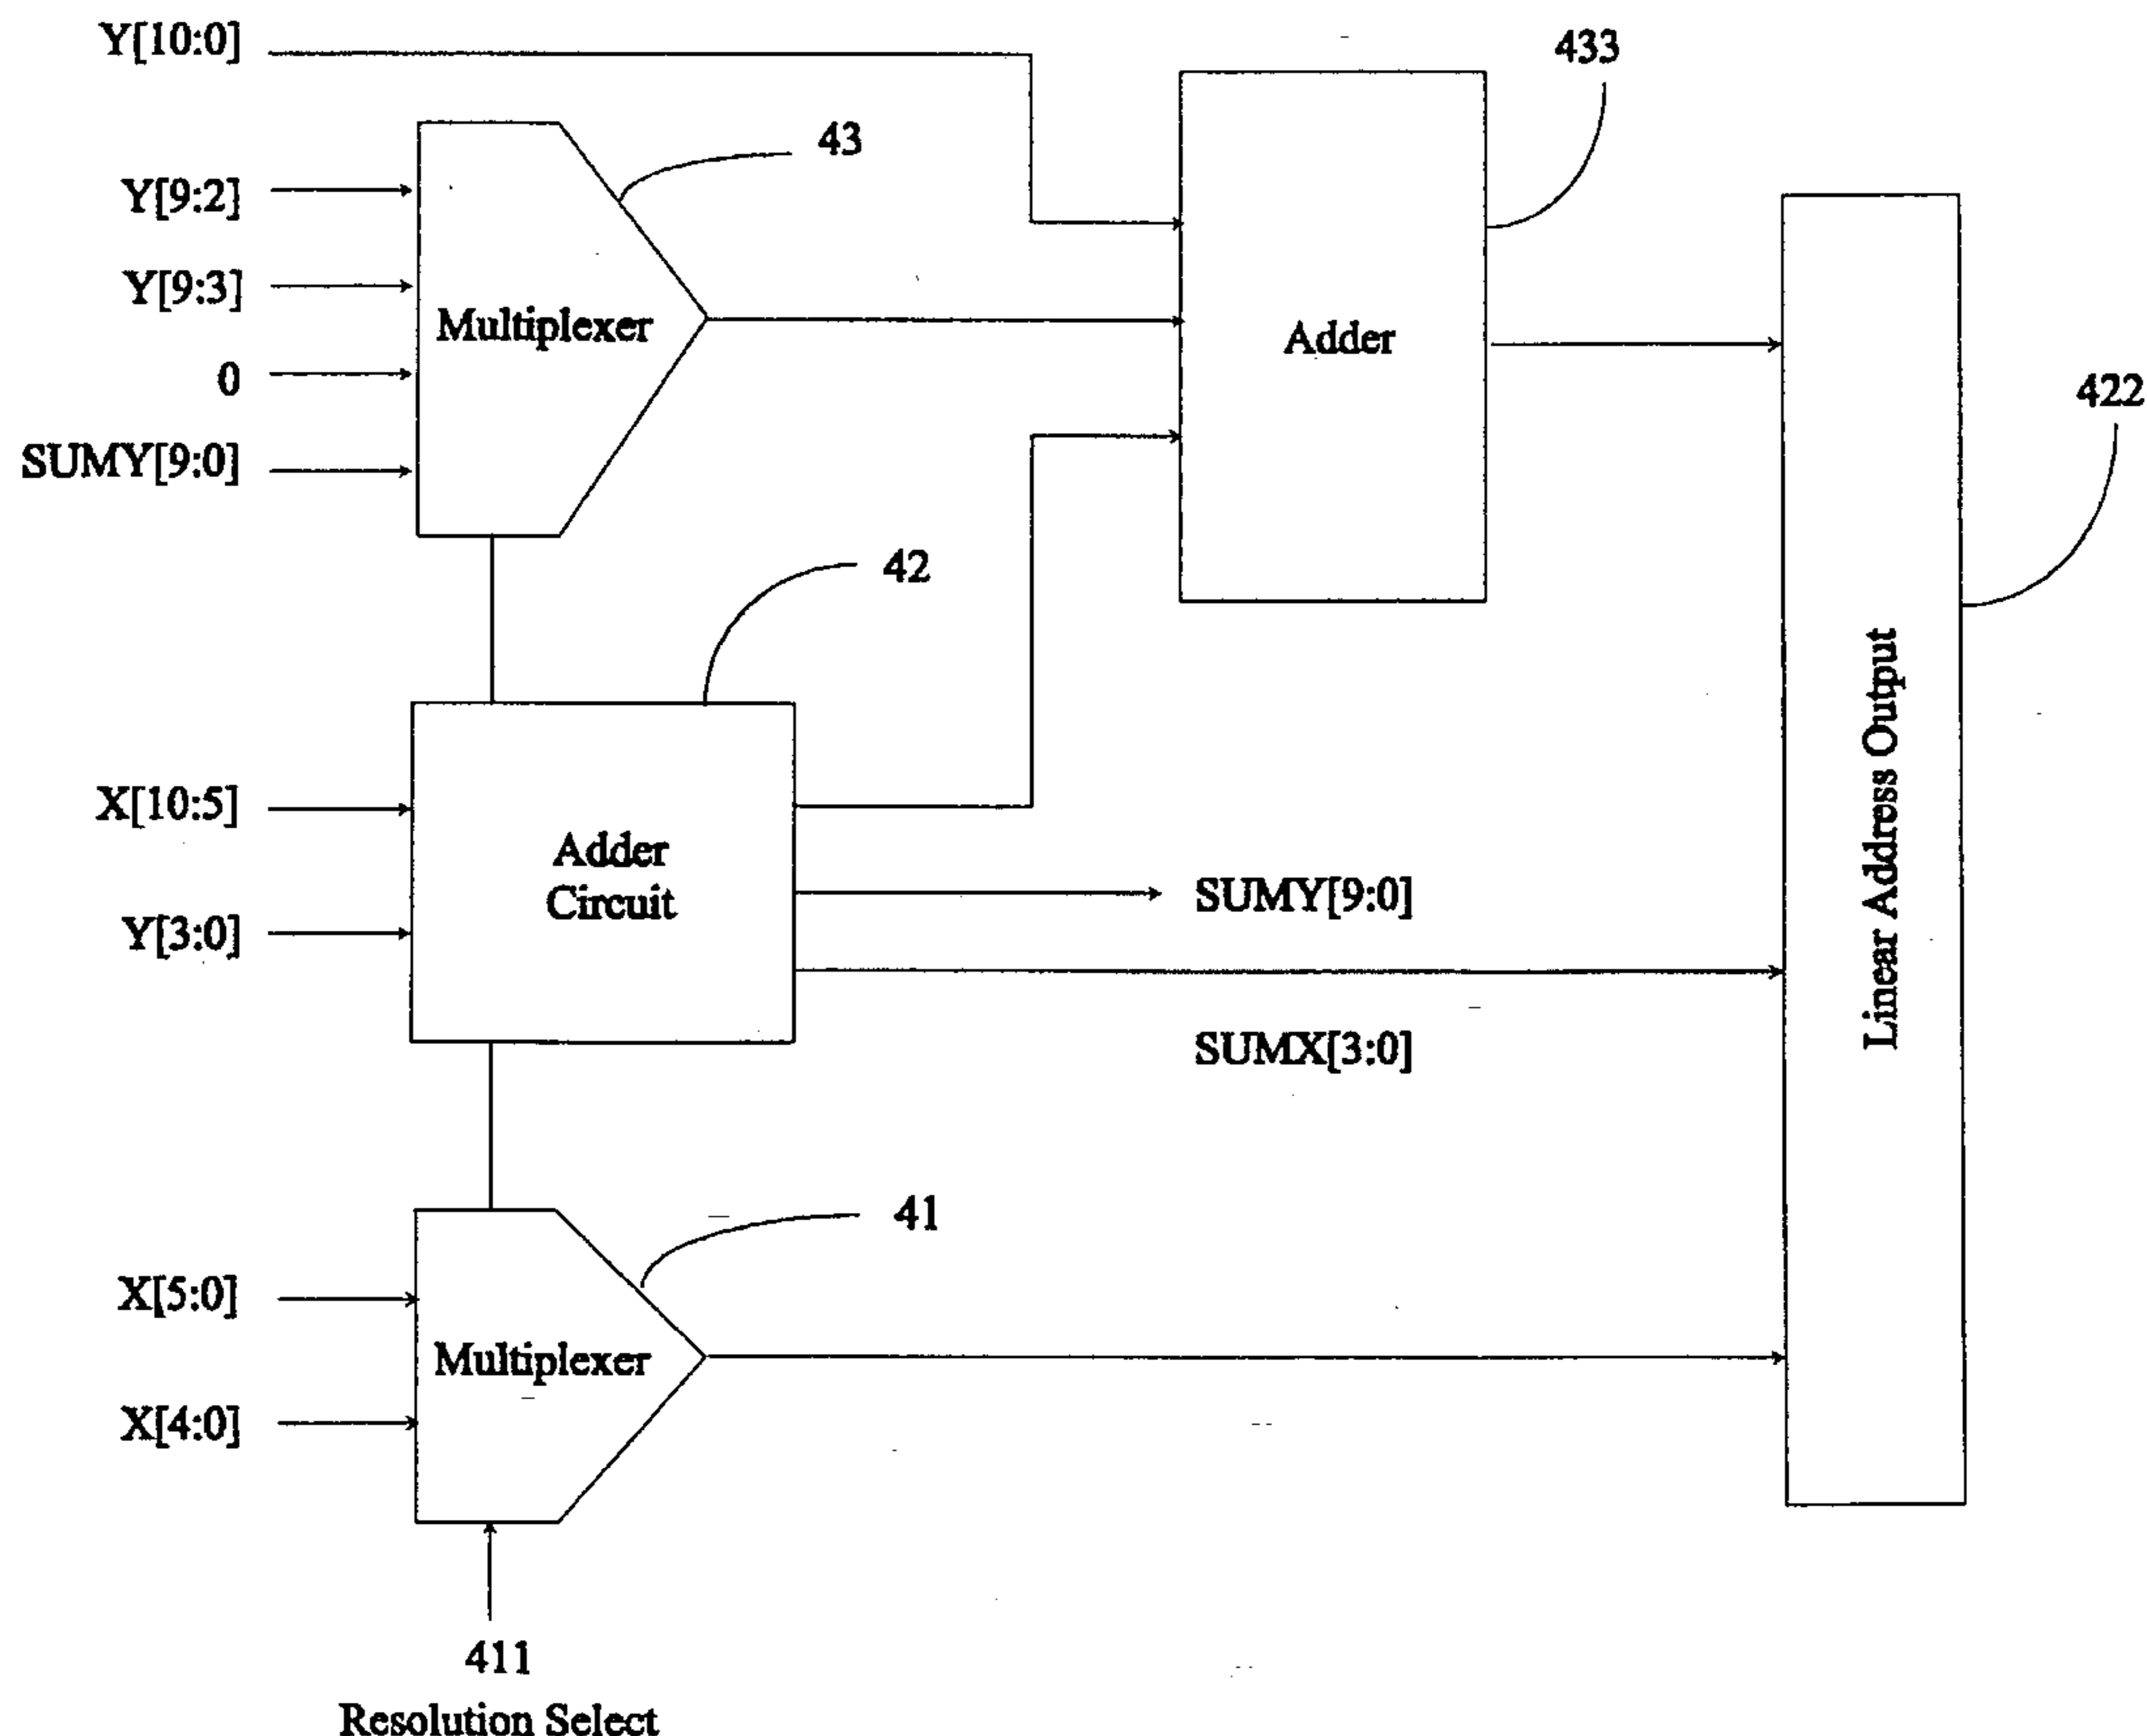 Y[10:0]
433
43
Y[9:2]
Y[9:3]
Multiplexer
Adder
0
422
SUMY[9:0]
42
X[10:5]
Adder
Circuit
SUMY[9:0]
Y[3:0]
SUMX[3:0]
Linear Address Output
41
X[5:0]
Multiplexer
X[4:0]
411
Resolution Select